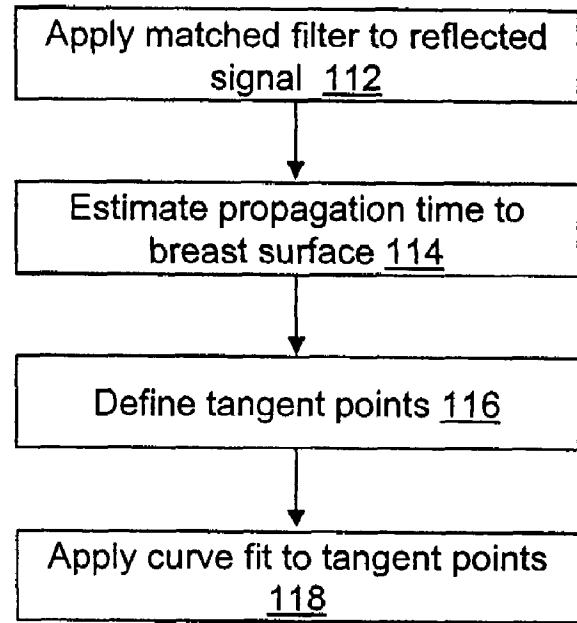 Apply matched filter to reflected
signal 112
Estimate propagation time to
breast surface 114
Define tangent points 116
Apply curve fit to tangent points
118